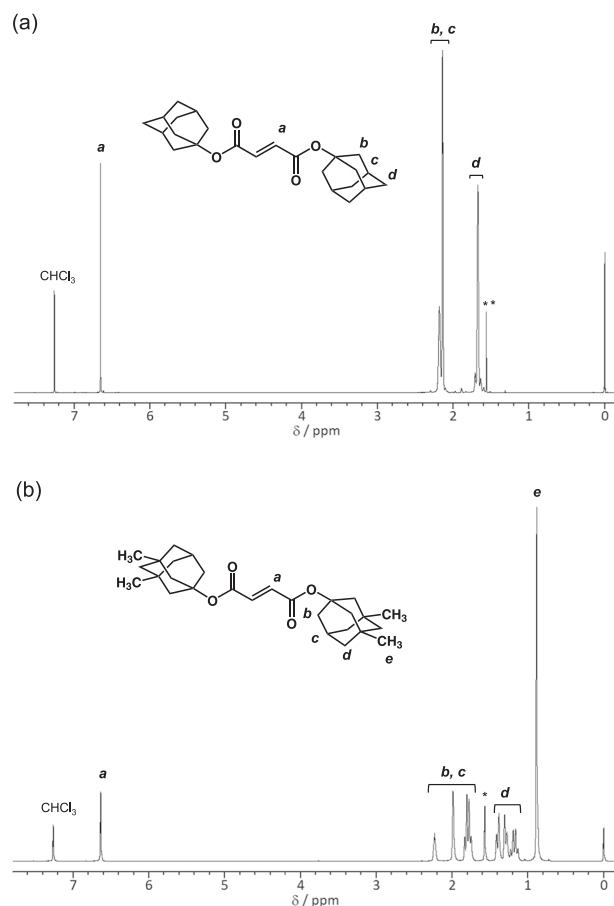 (a)
b, c
a
d
O
a
O
b
c
d
O
O
CHCl3
* *
7
6
5
4
3
2
1
0
δ / ppm
(b)
e
H3C
H3C
O
a
O
CH3
O
b
O
c
CH3
d
e
b, c
a
d
*
CHCl3
7
6
5
4
3
2
1
0
δ / ppm